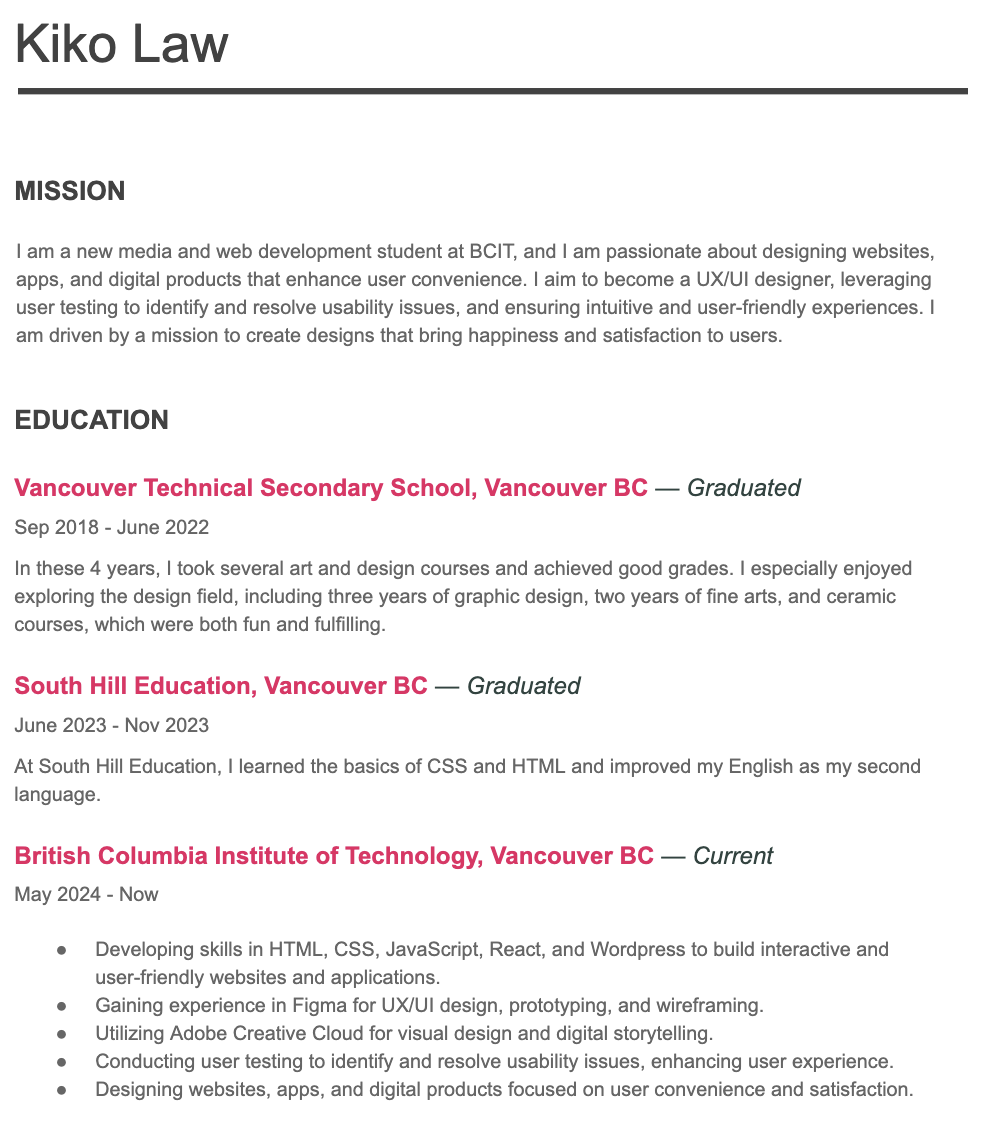 Kiko Law
MISSION
I am a new media and web development student at BCIT, and I am passionate about designing websites,
apps, and digital products that enhance user convenience. I aim to become a UX/UI designer, leveraging
user testing to identify and resolve usability issues, and ensuring intuitive and user-friendly experiences. I
am driven by a mission to create designs that bring happiness and satisfaction to users.
EDUCATION
Vancouver Technical Secondary School, Vancouver BC — Graduated
Sep 2018 - June 2022
In these 4 years, I took several art and design courses and achieved good grades. I especially enjoyed
exploring the design field, including three years of graphic design, two years of fine arts, and ceramic
courses, which were both fun and fulfilling.
South Hill Education, Vancouver BC — Graduated
June 2023 - Nov 2023
At South Hill Education, I learned the basics of CSS and HTML and improved my English as my second
language.
British Columbia Institute of Technology, Vancouver BC — Current
May 2024 - Now
● Developing skills in HTML, CSS, JavaScript, React, and Wordpress to build interactive and
user-friendly websites and applications.
● Gaining experience in Figma for UX/UI design, prototyping, and wireframing.
● Utilizing Adobe Creative Cloud for visual design and digital storytelling.
● Conducting user testing to identify and resolve usability issues, enhancing user experience.
● Designing websites, apps, and digital products focused on user convenience and satisfaction.